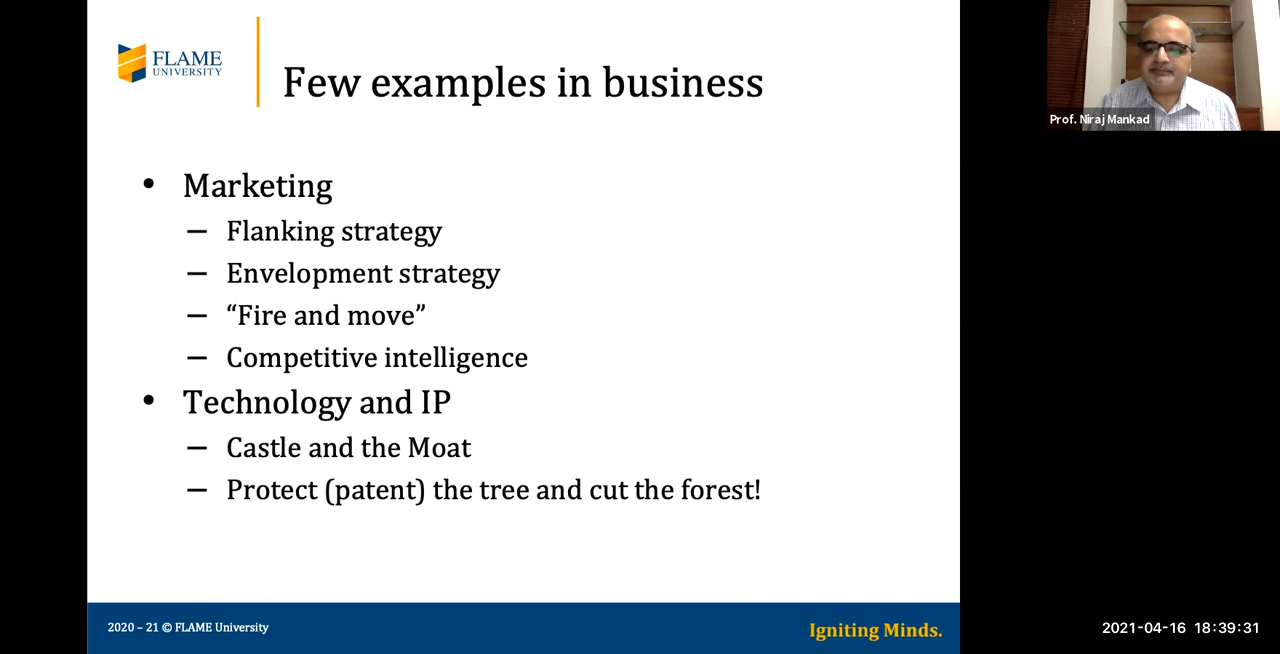 FLAME
UNIVERSITY
Few examples in business
Prof. Niraj Mankad
• Marketing
– Flanking strategy
– Envelopment strategy
– “Fire and move”
– Competitive intelligence
• Technology and IP
– Castle and the Moat
– Protect (patent) the tree and cut the forest!
2020 – 21 © FLAME University
Igniting Minds.
2021-04-16 18:39:31